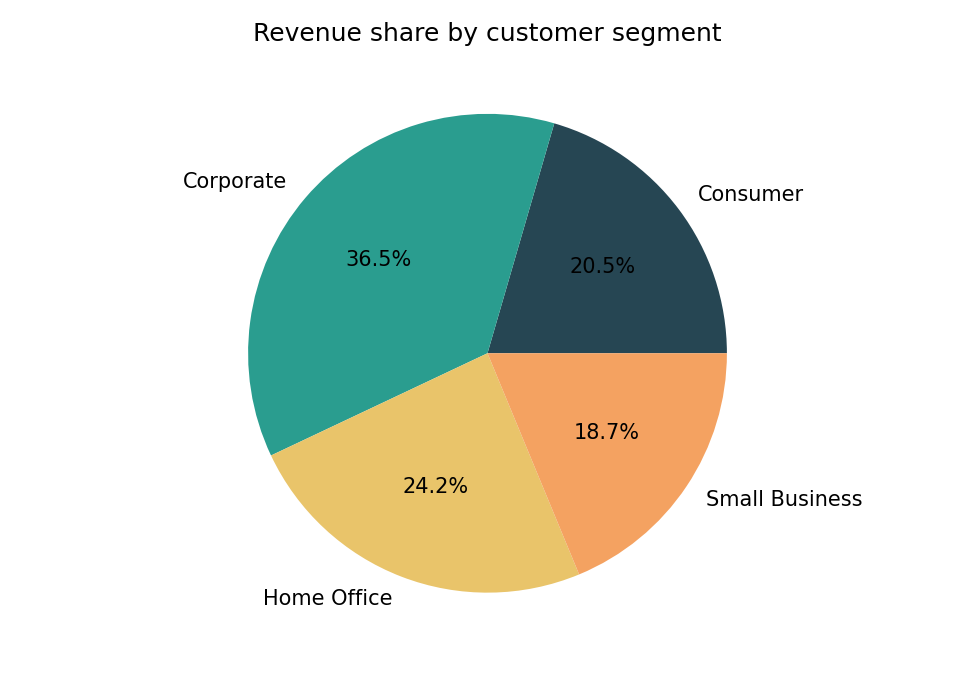 Revenue share by customer segment
Corporate
Consumer
36.5%
20.5%
18.7%
24.2%
Small Business
Home Office